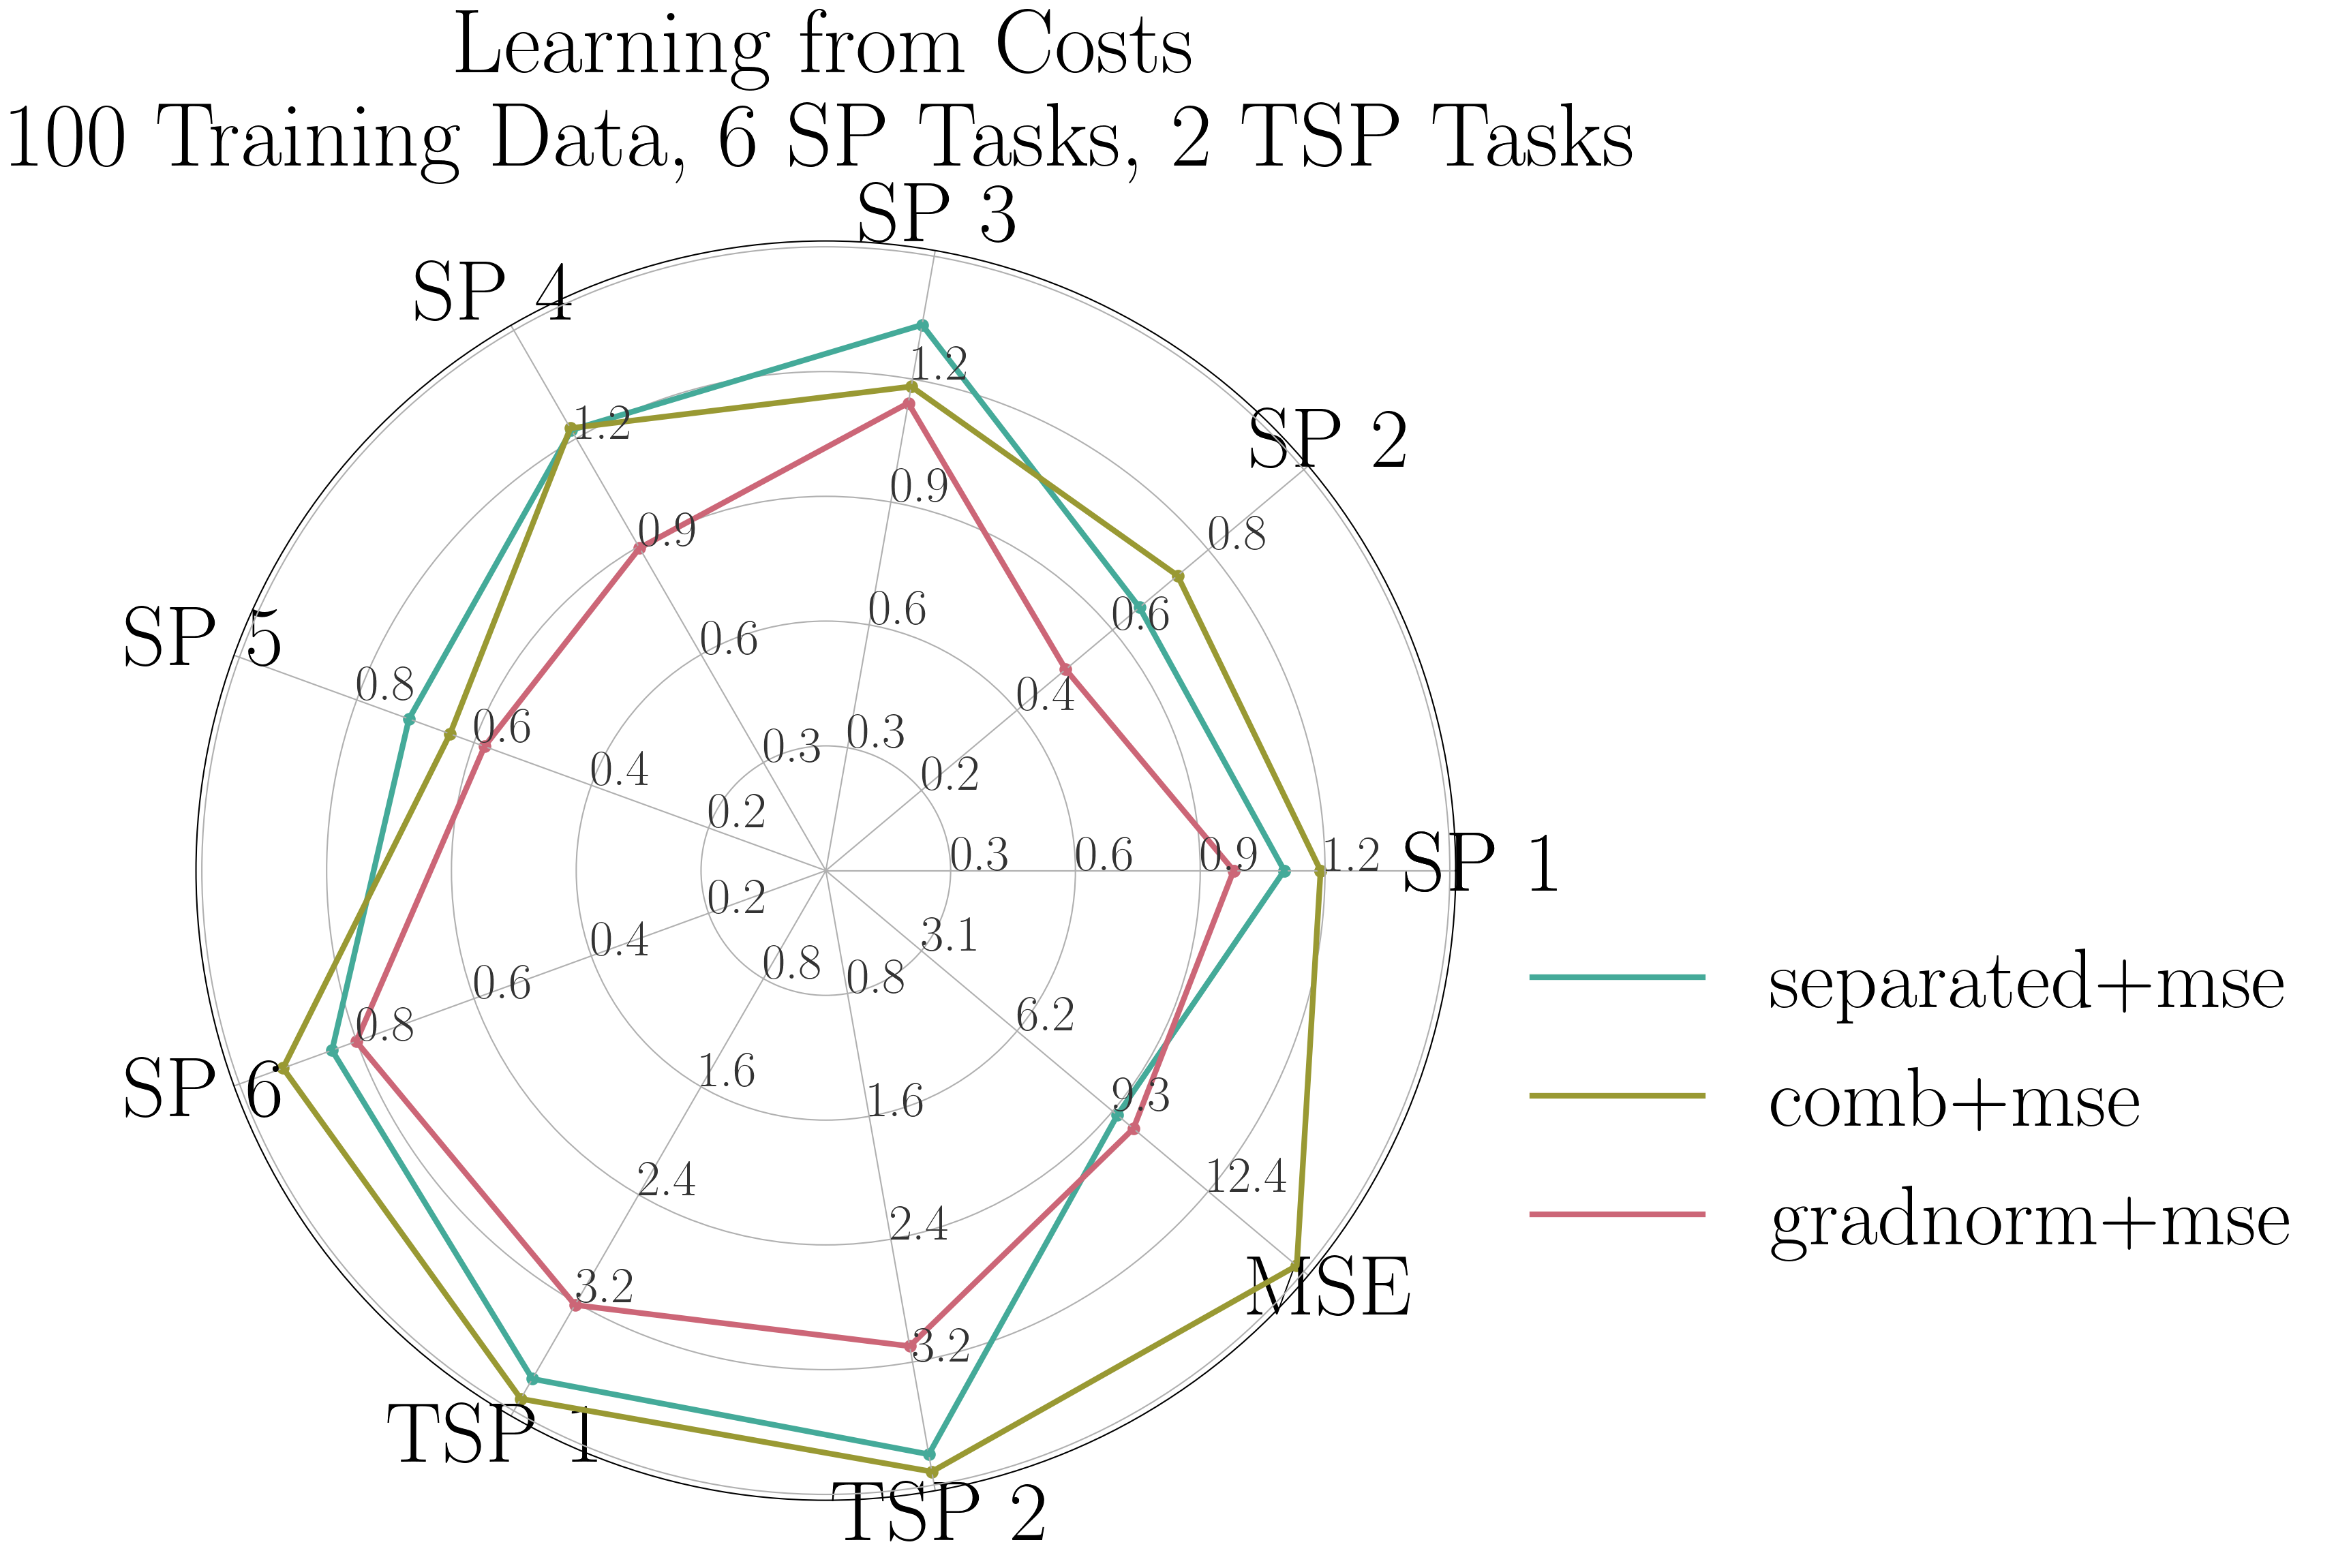 Learning from Costs
100 Training Data, 6 SP Tasks, 2 TSP Tasks
SP 3
SP 4
1.2
SP 2
1.2
0.9
0.8
0.9
0.6
0.6
0.6
SP 5
0.8
0.6
0.4
0.3
0.3
0.4
0.2
0.2
0.3
0.6
0.9
1.2
SP 1
0.2
0.4
0.8
0.8
3.1
6.2
separated+mse
0.6
0.8
SP 6
1.6
1.6
9.3
comb+mse
2.4
2.4
12.4
gradnorm+mse
3.2
3.2
MSE
TSP 1
TSP 2